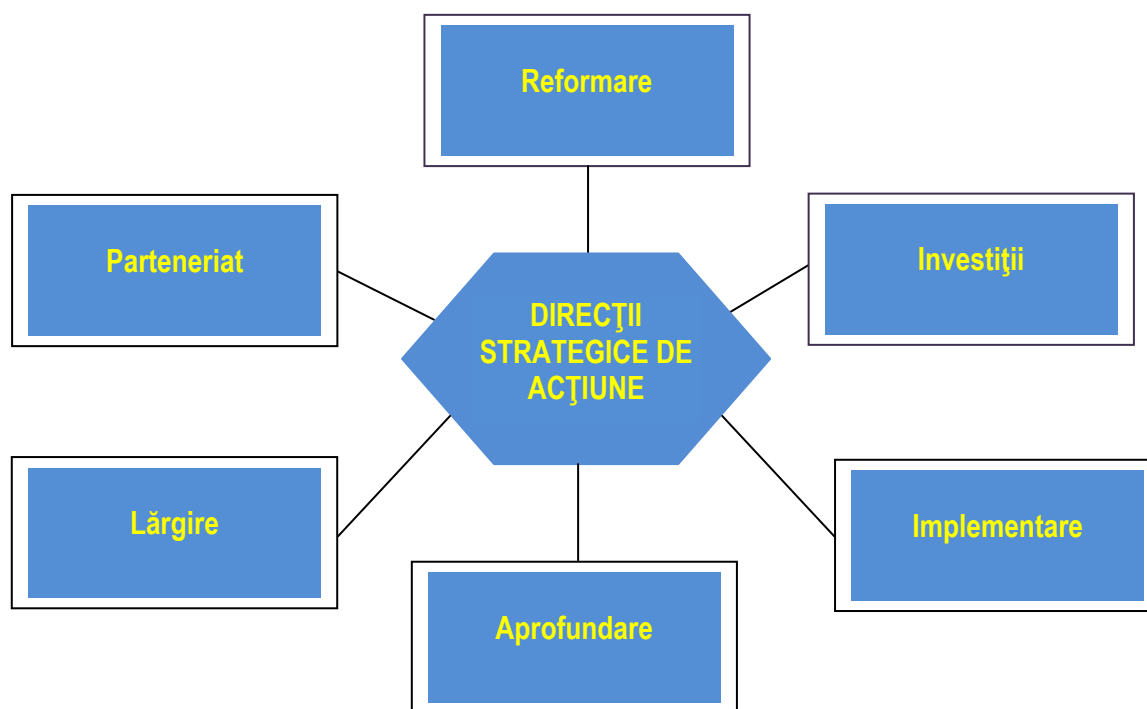 Reformare
Parteneriat
Investiţii
DIRECŢII
STRATEGICE DE
ACŢIUNE
Lărgire
Implementare
Aprofundare